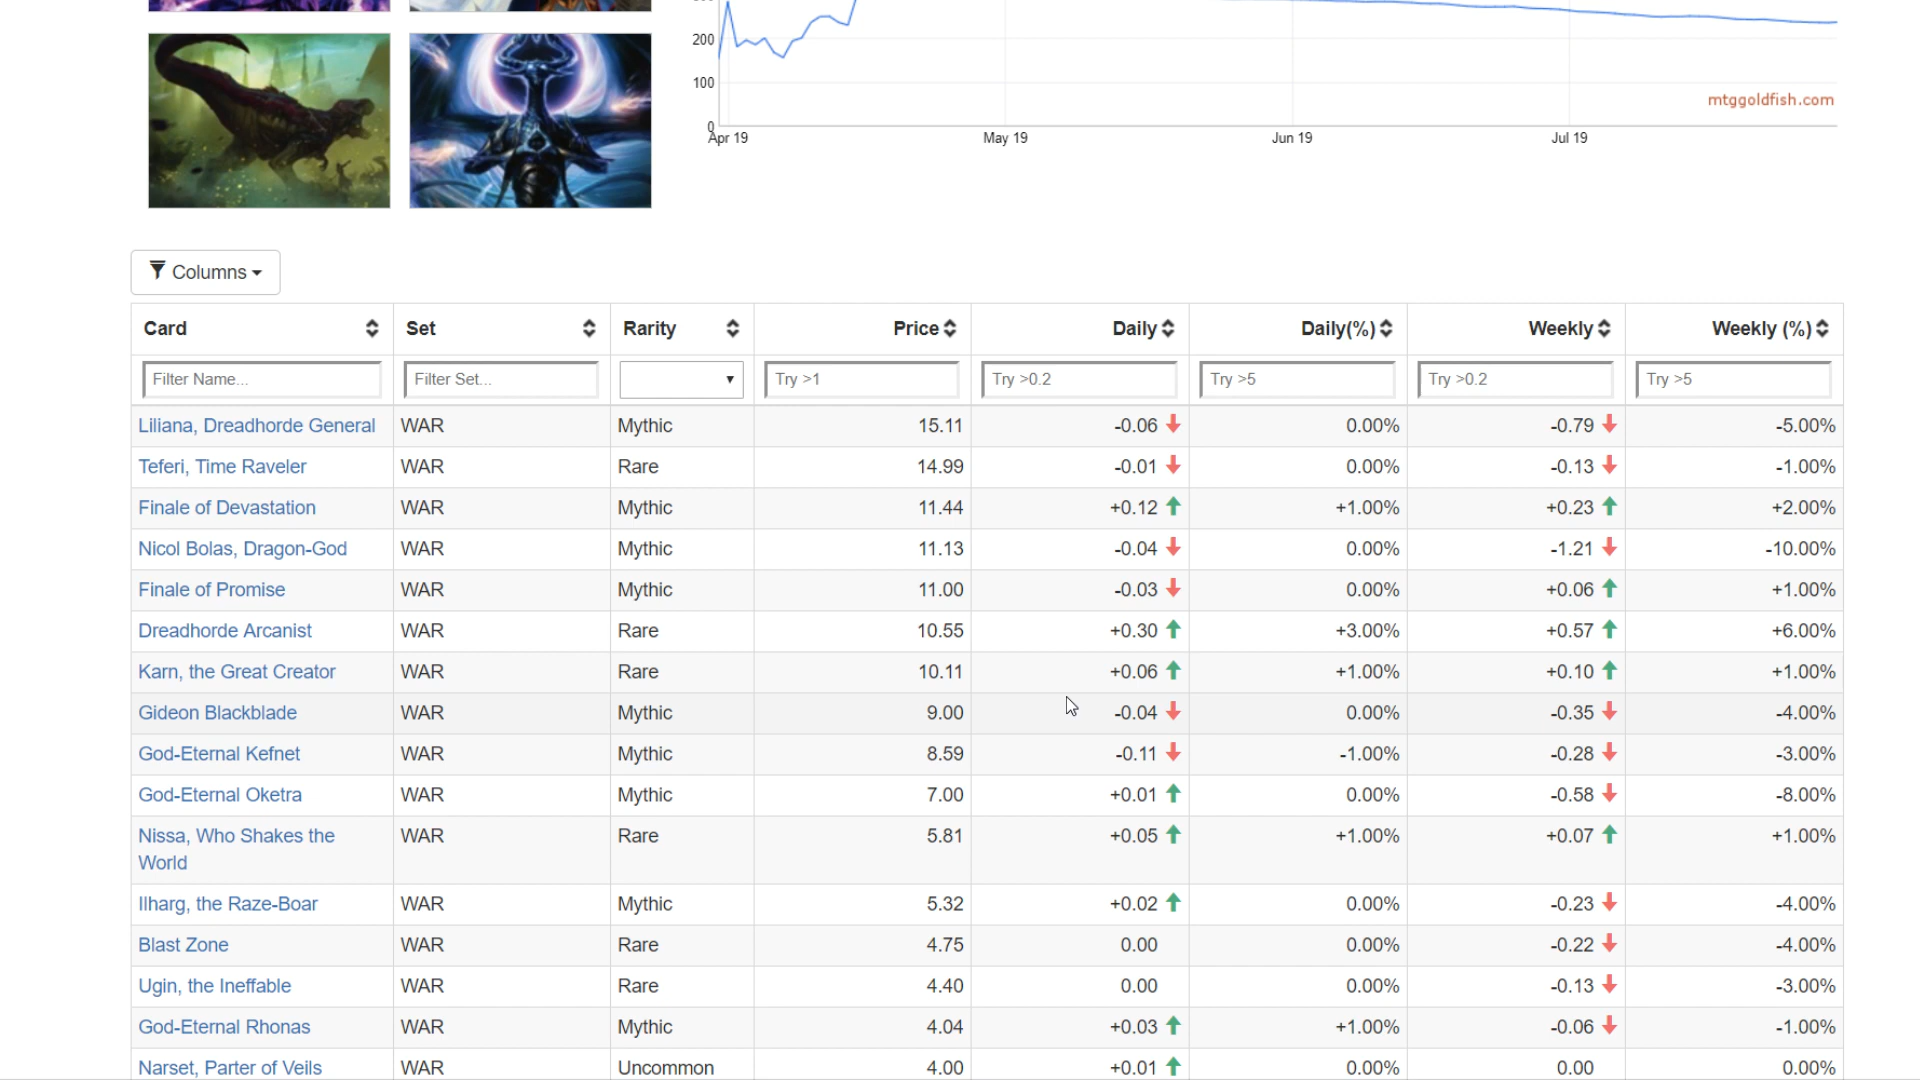 200
100
mtggoldfish.com
0
Apr 19 May 19 Jun 19 Jul 19
Columns
Card Set Rarity Price Daily Daily(%) Weekly Weekly (%)
Filter Name... Filter Set... Try >1 Try >0.2 Try >5 Try >0.2 Try >5
Liliana, Dreadhorde General WAR Mythic 15.11 -0.06 0.00% -0.79 -5.00%
Teferi, Time Raveler WAR Rare 14.99 -0.01 0.00% -0.13 -1.00%
Finale of Devastation WAR Mythic 11.44 +0.12 +1.00% +0.23 +2.00%
Nicol Bolas, Dragon-God WAR Mythic 11.13 -0.04 0.00% -1.21 -10.00%
Finale of Promise WAR Mythic 11.00 -0.03 0.00% +0.06 +1.00%
Dreadhorde Arcanist WAR Rare 10.55 +0.30 +3.00% +0.57 +6.00%
Karn, the Great Creator WAR Rare 10.11 +0.06 +1.00% +0.10 +1.00%
Gideon Blackblade WAR Mythic 9.00 -0.04 0.00% -0.35 -4.00%
God-Eternal Kefnet WAR Mythic 8.59 -0.11 -1.00% -0.28 -3.00%
God-Eternal Oketra WAR Mythic 7.00 +0.01 0.00% -0.58 -8.00%
Nissa, Who Shakes the WAR Rare 5.81 +0.05 +1.00% +0.07 +1.00%
World
Ilharg, the Raze-Boar WAR Mythic 5.32 +0.02 0.00% -0.23 -4.00%
Blast Zone WAR Rare 4.75 0.00 0.00% -0.22 -4.00%
Ugin, the Ineffable WAR Rare 4.40 0.00 0.00% -0.13 -3.00%
God-Eternal Rhonas WAR Mythic 4.04 +0.03 +1.00% -0.06 -1.00%
Narset, Parter of Veils WAR Uncommon 4.00 +0.01 0.00% 0.00 0.00%